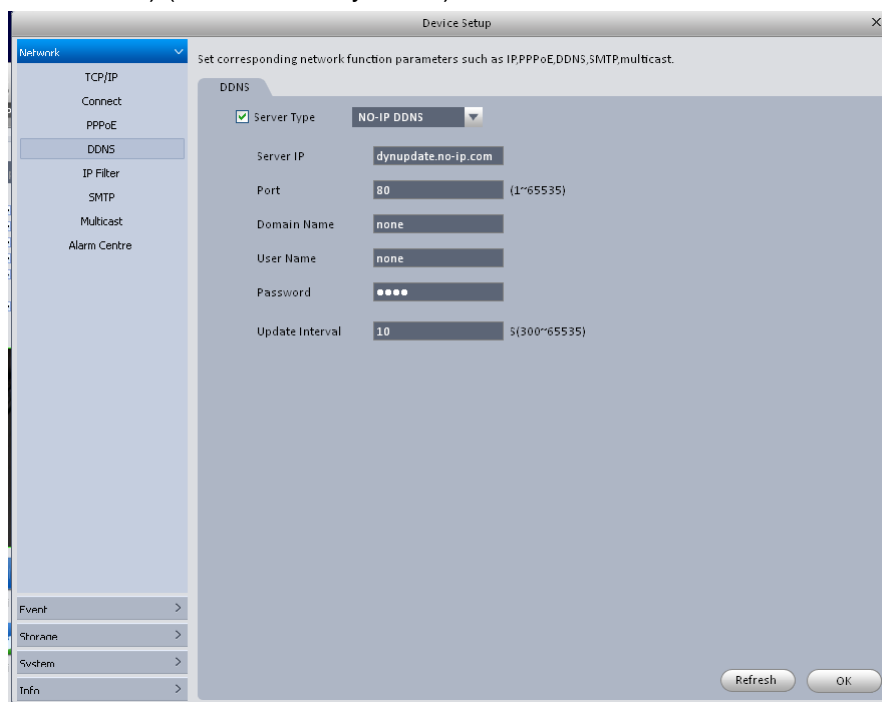 Device Setup
Network
Set corresponding network function parameters such as IP,PPPoE,DDNS,SMTP,multicast.
TCP/IP
DDNS
Connect
Server Type NO-IP DDNS
PPPoE
DDNS
Server IP dynupdate.no-ip.com
IP Filter
Port 80 (1~65535)
SMTP
Multicast
Domain Name none
Alarm Centre
User Name none
Password
Update Interval 10 S(300~65535)
Event
Storage
System
Info
Refresh OK